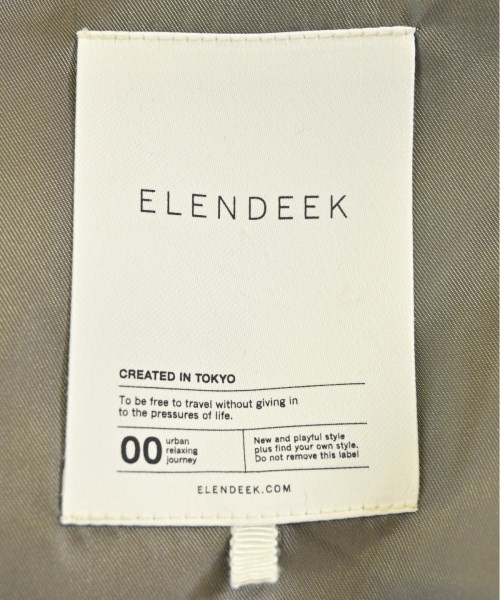 ELENDEEK
CREATED IN TOKYO
To be free to travel without giving in
to the pressures of life.
00
urban
relaxing
journey
New and playful style
plus find your own style.
Do not remove this label
ELENDEEK.COM